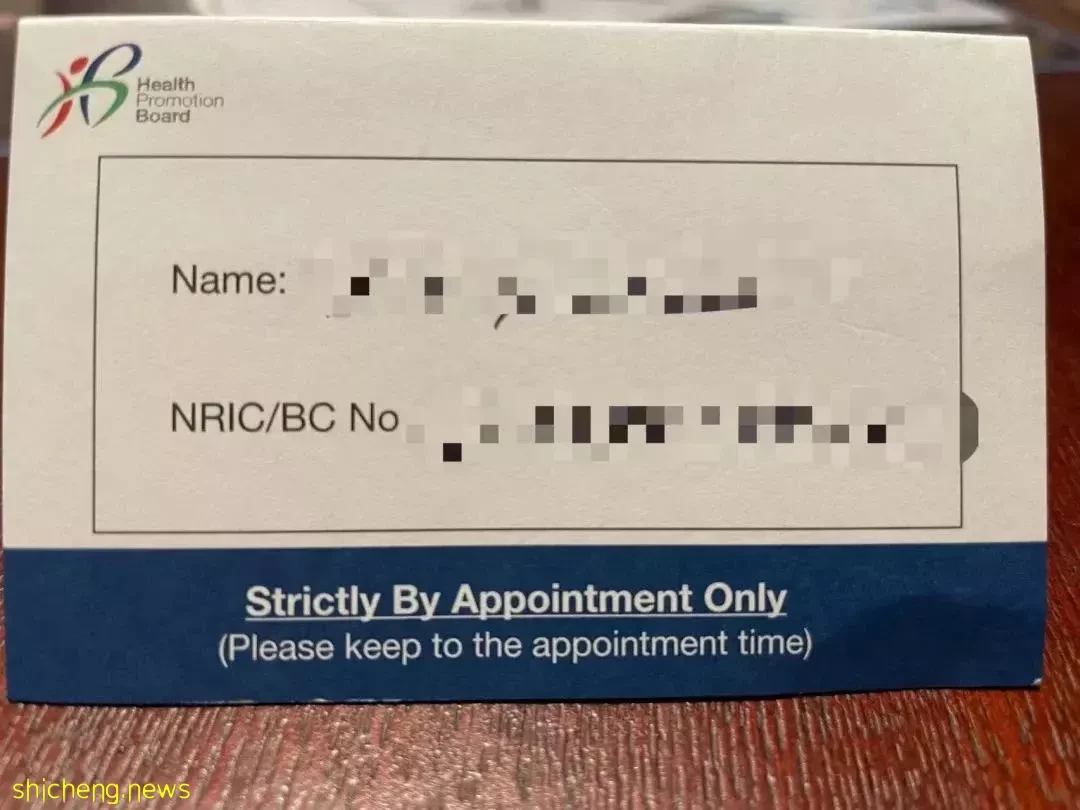 Health
Promotion
Board
Name:
NRIC/BC No
Strictly By Appointment Only
(Please keep to the appointment time)
shicheng.news